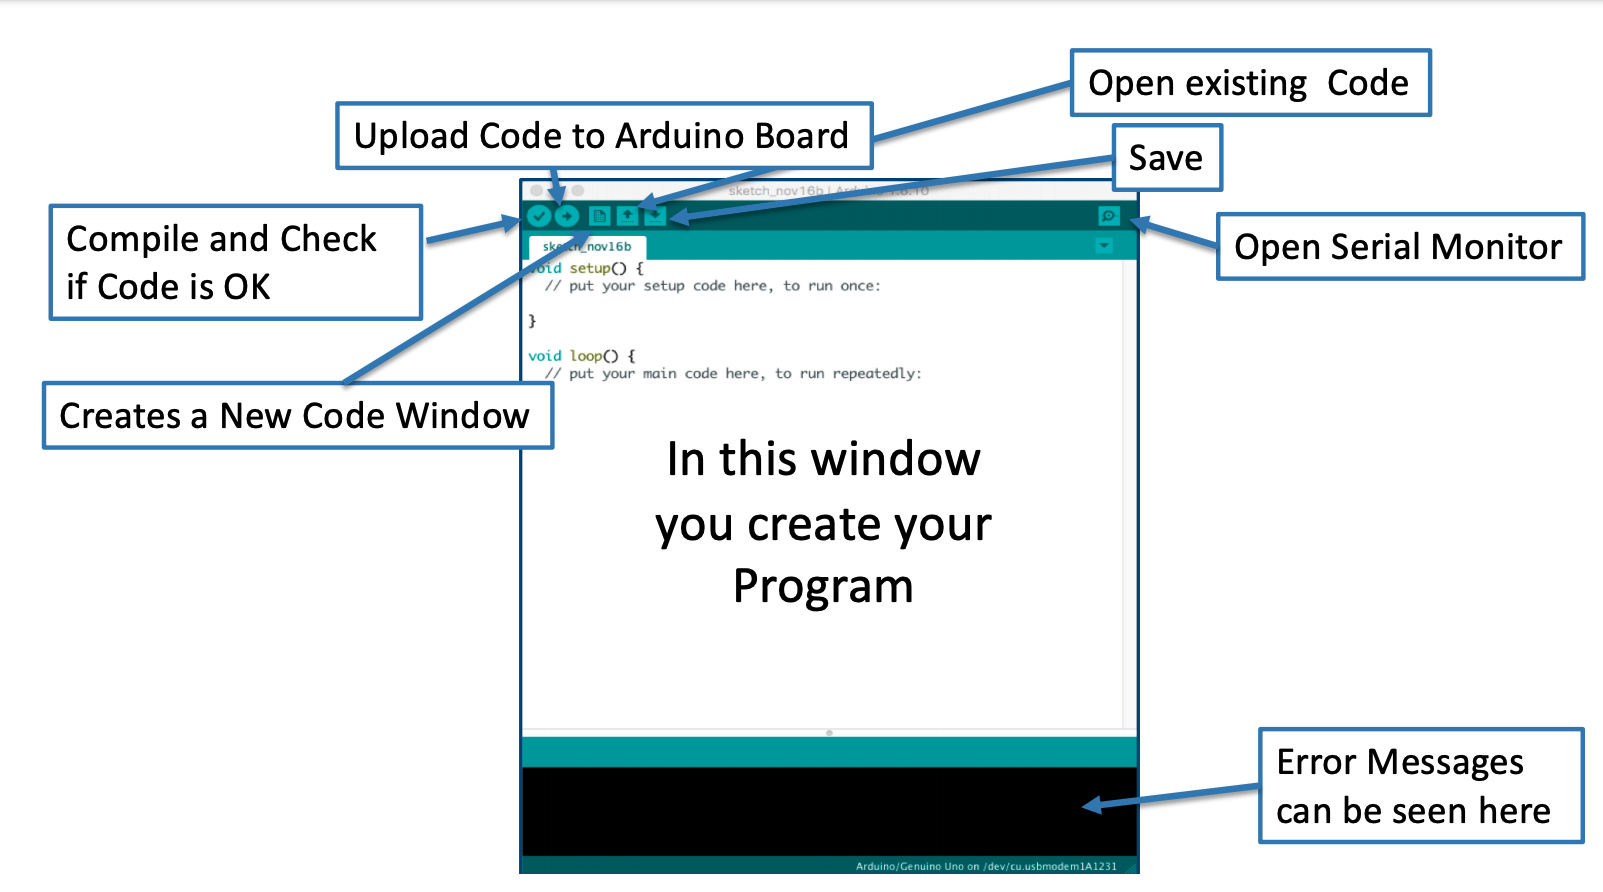 Open existing  Code
Upload Code to Arduino Board
Save
sketch_nov16b | Arduino 1.6.10
Compile and Check
if Code is OK
Open Serial Monitor
sketch_nov16b
void setup() {
  // put your setup code here, to run once:
}
void loop() {
  // put your main code here, to run repeatedly:
Creates a New Code Window
In this window
you create your
Program
Error Messages
can be seen here
Arduino/Genuino Uno on /dev/cu.usbmodem1A1231